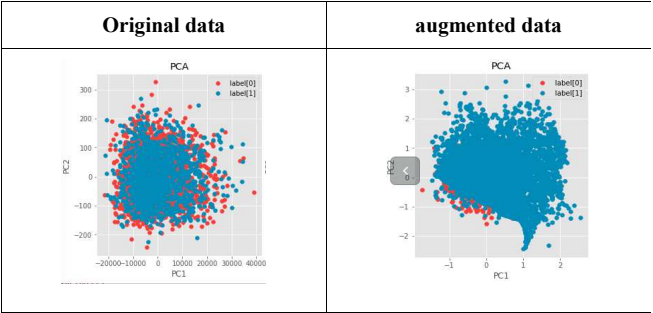 Original data
augmented data
PCA
label[0]
label[1]
300
200
100
0
−100
−200
PC2
−20000−10000 0 10000 20000 30000 40000
PC1
PCA
label[0]
label[1]
3
2
1
0
−1
−2
−1 0 1 2
PC1